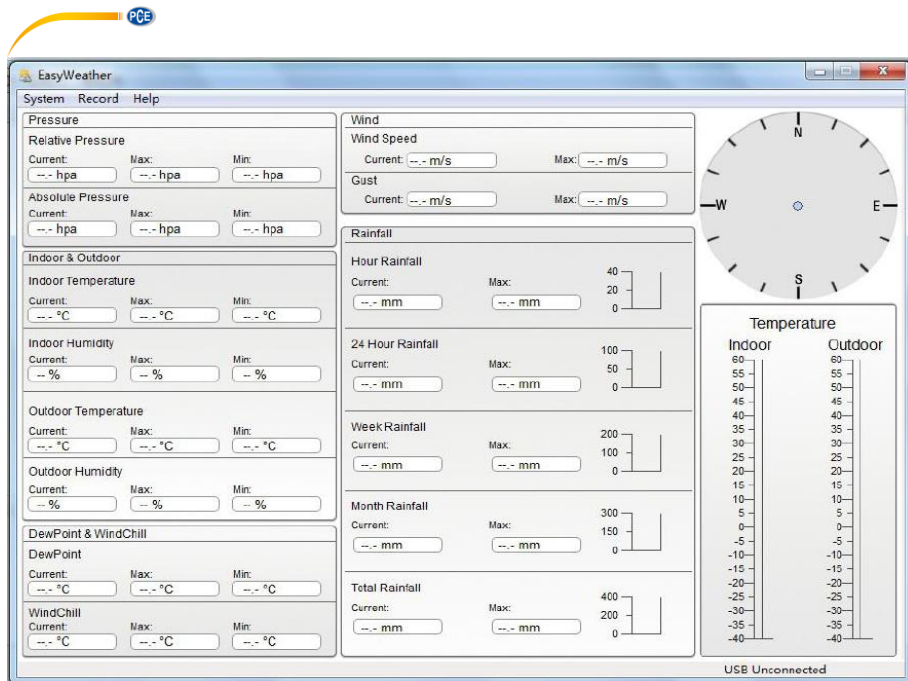 PCE
EasyWeather
System Record Help
Pressure
Relative Pressure
Current: Max: Min:
--.- hpa --.- hpa --.- hpa
Absolute Pressure
Current: Max: Min:
--.- hpa --.- hpa --.- hpa
Indoor & Outdoor
Indoor Temperature
Current: Max: Min:
--.- °C --.- °C --.- °C
Indoor Humidity
Current: Max: Min:
-- % -- % -- %
Outdoor Temperature
Current: Max: Min:
--.- °C --.- °C --.- °C
Outdoor Humidity
Current: Max: Min:
-- % -- % -- %
DewPoint & WindChill
DewPoint
Current: Max: Min:
--.- °C --.- °C --.- °C
WindChill
Current: Max: Min:
--.- °C --.- °C --.- °C
Wind
Wind Speed
Current: --.- m/s Max: --.- m/s
Gust
Current: --.- m/s Max: --.- m/s
Rainfall
Hour Rainfall
Current: Max:
--.- mm --.- mm
40
20
0
24 Hour Rainfall
Current: Max:
--.- mm --.- mm
100
50
0
Week Rainfall
Current: Max:
--.- mm --.- mm
200
100
0
Month Rainfall
Current: Max:
--.- mm --.- mm
300
150
0
Total Rainfall
Current: Max:
--.- mm --.- mm
400
200
0
N
W E
S
Temperature
Indoor Outdoor
60 60
55 55
50 50
45 45
40 40
35 35
30 30
25 25
20 20
15 15
10 10
5 5
0 0
-5 -5
-10 -10
-15 -15
-20 -20
-25 -25
-30 -30
-35 -35
-40 -40
USB Unconnected